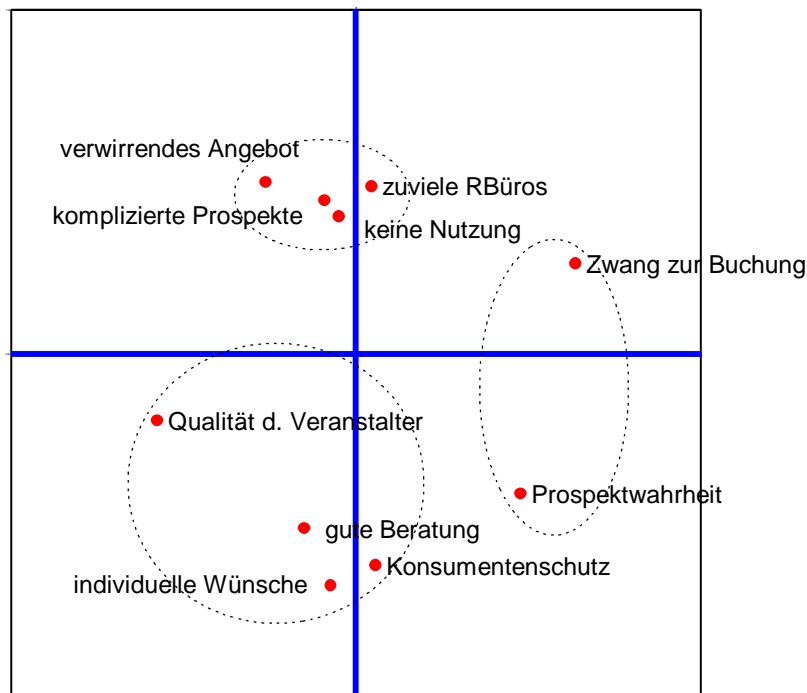 verwirrendes Angebot
zuviele RBüros
komplizierte Prospekte
keine Nutzung
Zwang zur Buchung
Qualität d. Veranstalter
Prospektwahrheit
gute Beratung
Konsumentenschutz
individuelle Wünsche